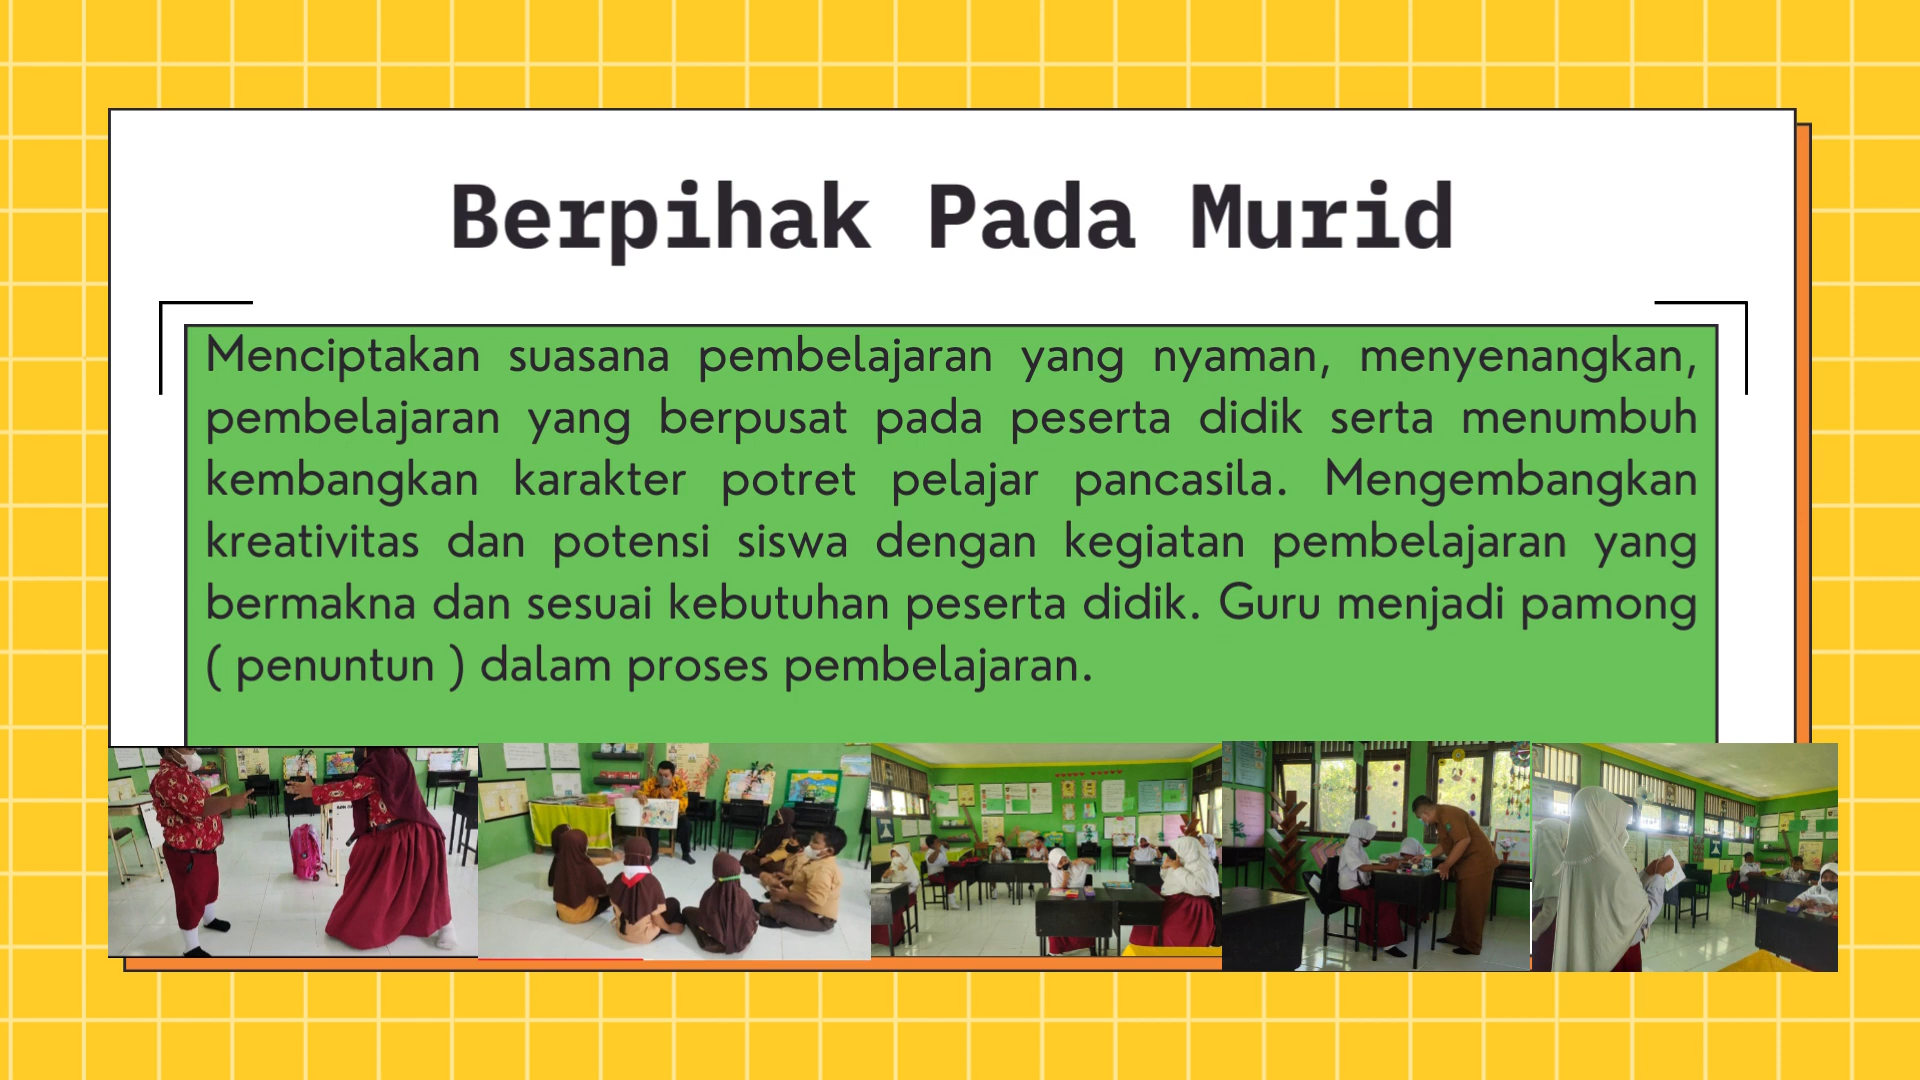 Berpihak Pada Murid
Menciptakan suasana pembelajaran yang nyaman, menyenangkan,
pembelajaran yang berpusat pada peserta didik serta menumbuh
kembangkan karakter potret pelajar pancasila. Mengembangkan
kreativitas dan potensi siswa dengan kegiatan pembelajaran yang
bermakna dan sesuai kebutuhan peserta didik. Guru menjadi pamong
( penuntun ) dalam proses pembelajaran.